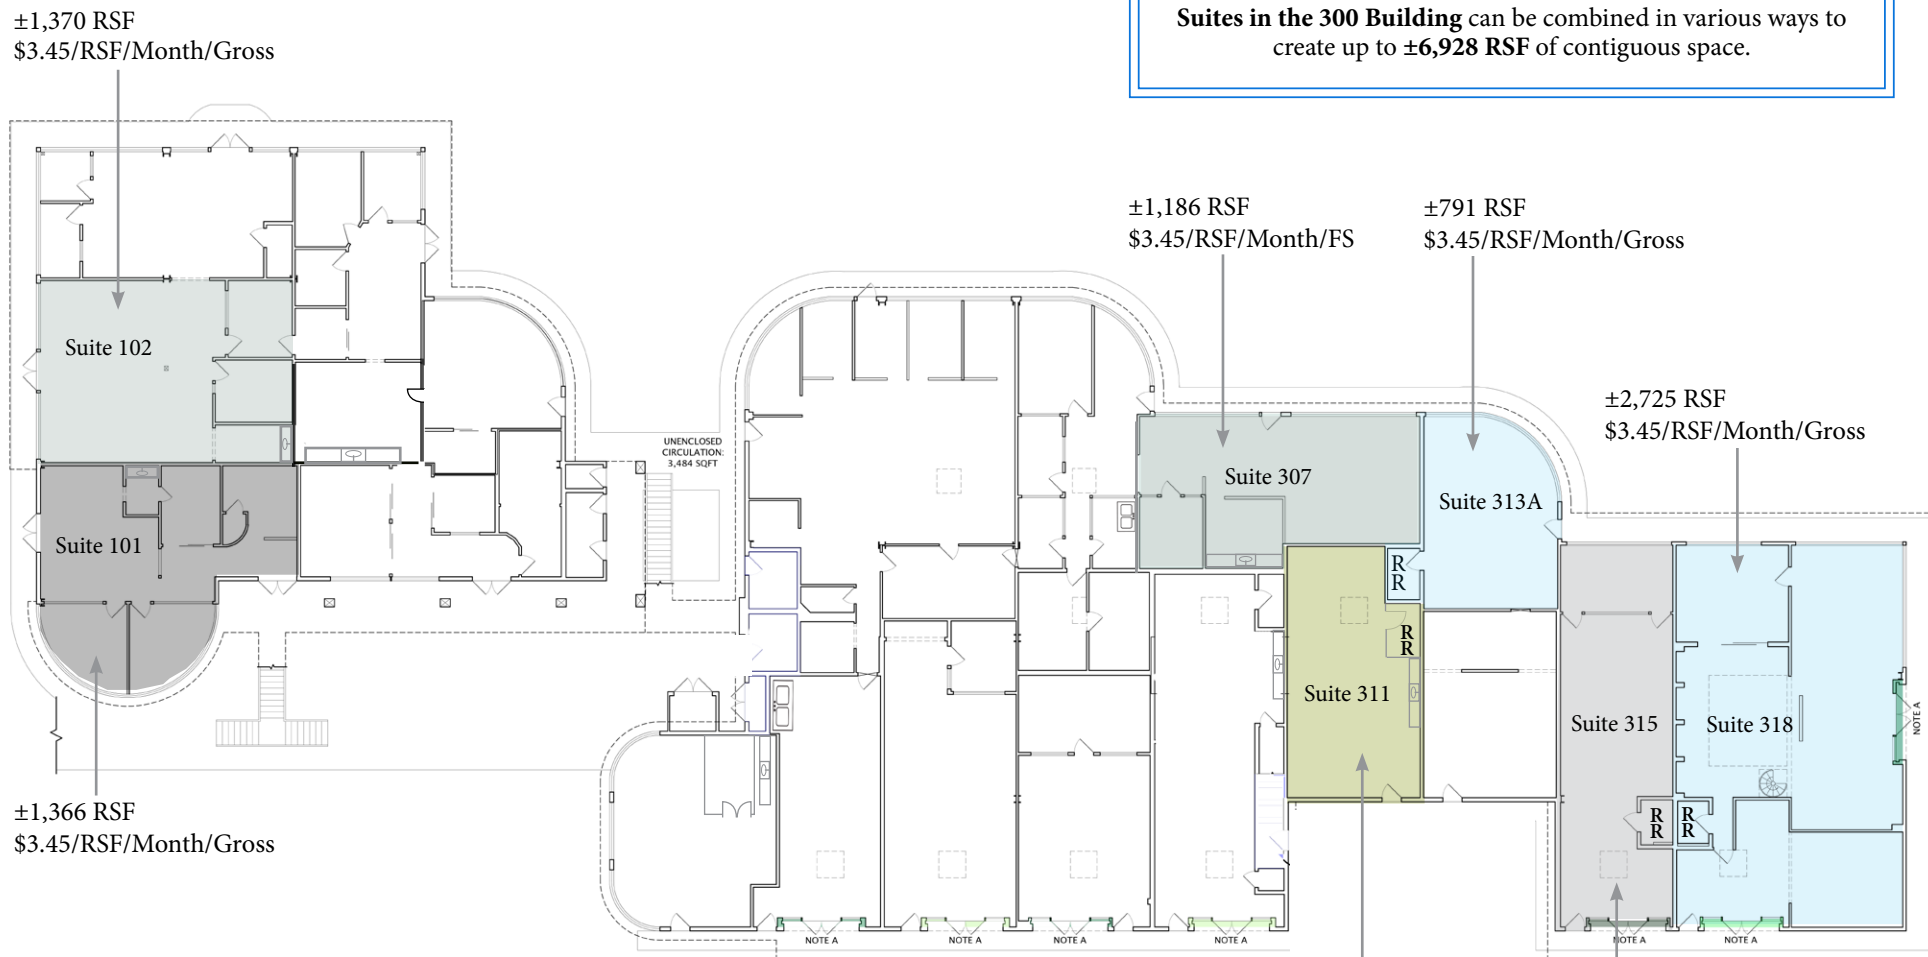 ±1,370 RSF
$3.45/RSF/Month/Gross
Suites in the 300 Building can be combined in various ways to
create up to ±6,928 RSF of contiguous space.
±1,186 RSF
$3.45/RSF/Month/FS
±791 RSF
$3.45/RSF/Month/Gross
±2,725 RSF
$3.45/RSF/Month/Gross
Suite 102
UNENCLOSED
CIRCULATION:
3,484 SQFT
Suite 307
Suite 313A
Suite 101
R
R
R
R
Suite 311
Suite 315
Suite 318
NOTE A
±1,366 RSF
$3.45/RSF/Month/Gross
R
R
R
R
NOTE A
NOTE A
NOTE A
NOTE A
NOTE A
NOTE A